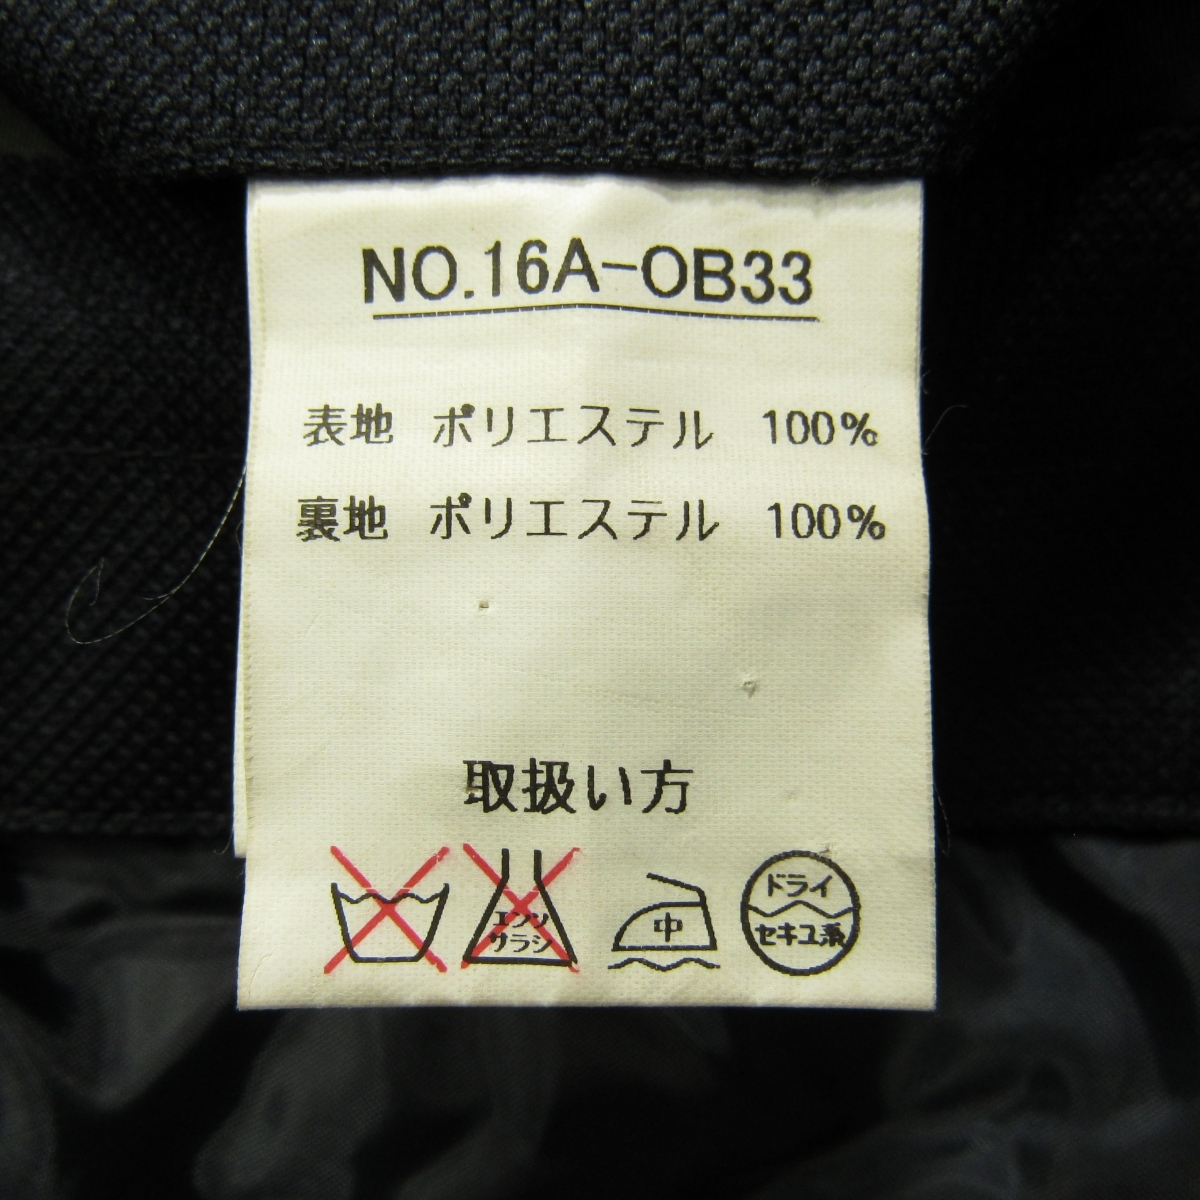 NO.16A-OB33
表地 ポリエステル 100%
裏地 ポリエステル 100%
取扱い方
エンソ
サラシ
中
ドライ
セキユ系